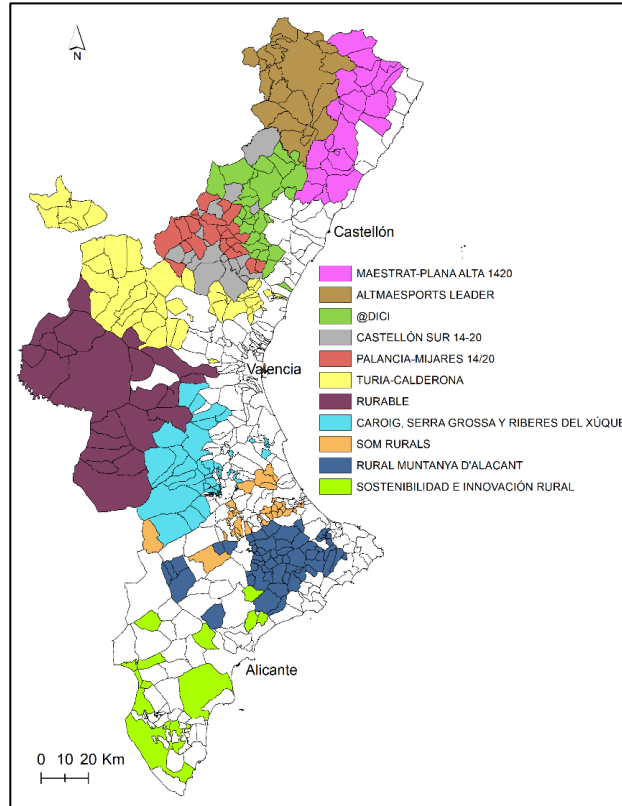 N
Castellón
MAESTRAT-PLANA ALTA 1420
ALTMAESPORTS LEADER
@DICI
CASTELLÓN SUR 14-20
PALANCIA-MIJARES 14/20
TURIA-CALDERONA
Valencia
RURABLE
CAROIG, SERRA GROSSA Y RIBERES DEL XÚQUE
SOM RURALS
RURAL MUNTANYA D'ALACANT
SOSTENIBILIDAD E INNOVACIÓN RURAL
Alicante
0 10 20 Km